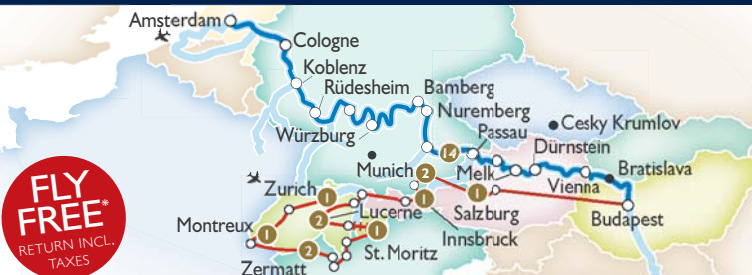 Amsterdam
Cologne
Koblenz
Rüdesheim
Bamberg
Nuremberg
Würzburg
Passau
Cesky Krumlov
14
Dürnstein
Munich
2
Melk
Bratislava
Vienna
Zurich
1
1
1
Salzburg
Budapest
2
Lucerne
Innsbruck
Montreux
1
1
2
St. Moritz
Zermatt
FLY
FREE*
RETURN INCL.
TAXES